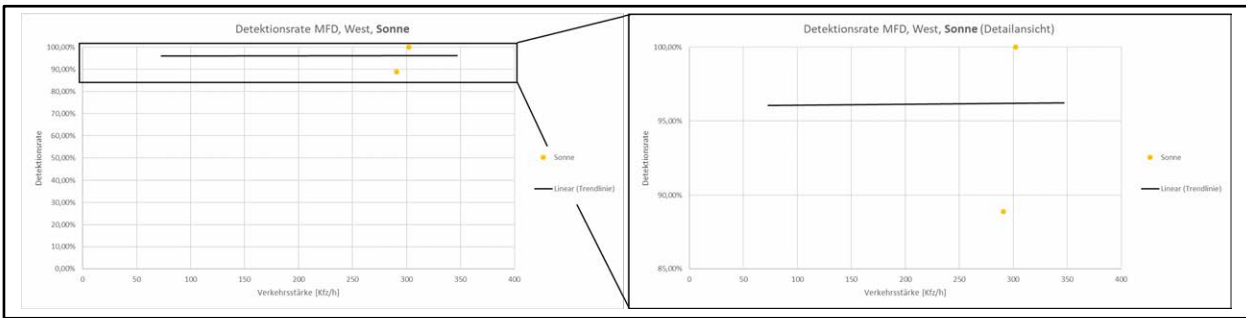 Detektionsrate MFD, West, Sonne
100,00%
90,00%
80,00%
70,00%
60,00%
50,00%
40,00%
30,00%
20,00%
10,00%
0,00%
Detektionsrate
0 50 100 150 200 250 300 350 400
Verkehrsstärke [Kfz/h]
Sonne
Linear (Trendlinie)
Detektionsrate MFD, West, Sonne (Detailansicht)
100,00%
95,00%
90,00%
85,00%
Detektionsrate
0 50 100 150 200 250 300 350 400
Verkehrsstärke [Kfz/h]
Sonne
Linear (Trendlinie)